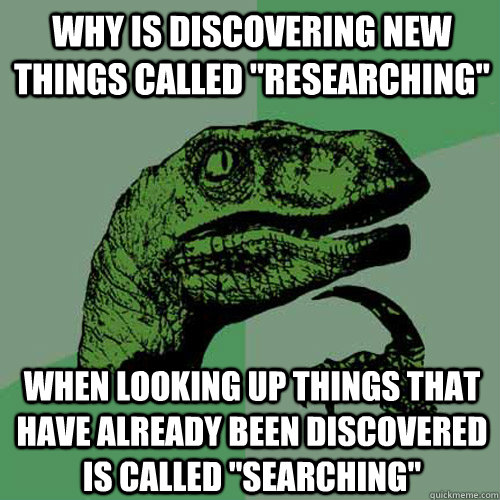 WHY IS DISCOVERING NEW
THINGS CALLED "RESEARCHING"
WHEN LOOKING UP THINGS THAT
HAVE ALREADY BEEN DISCOVERED
IS CALLED "SEARCHING"
quickmeme.com